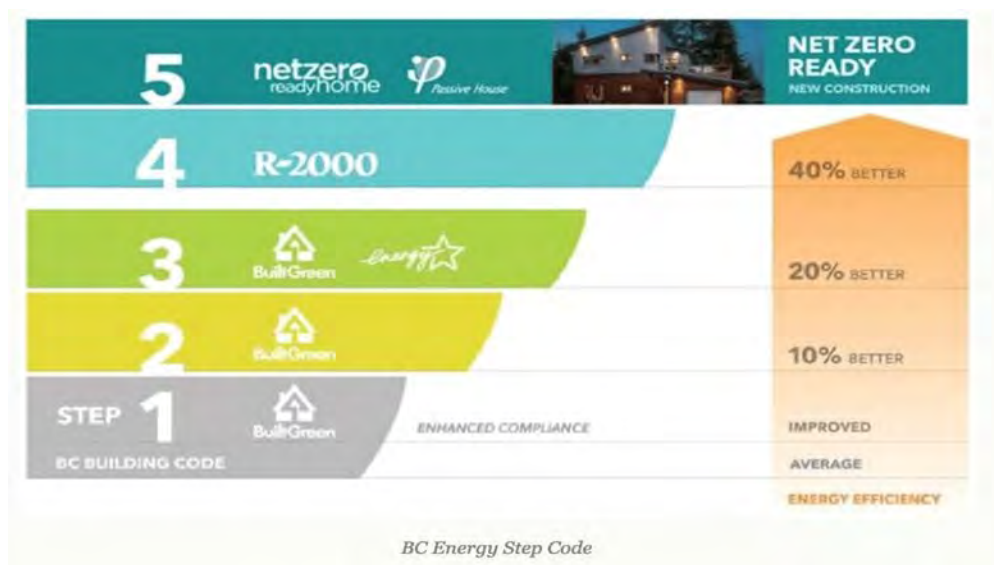 5
netzero
readyhome
Passive House
NET ZERO
READY
NEW CONSTRUCTION
4
R-2000
40% BETTER
3
BuiltGreen
energy
20% BETTER
2
BuiltGreen
10% BETTER
STEP 1
BuiltGreen
ENHANCED COMPLIANCE
IMPROVED
BC BUILDING CODE
AVERAGE
ENERGY EFFICIENCY
BC Energy Step Code